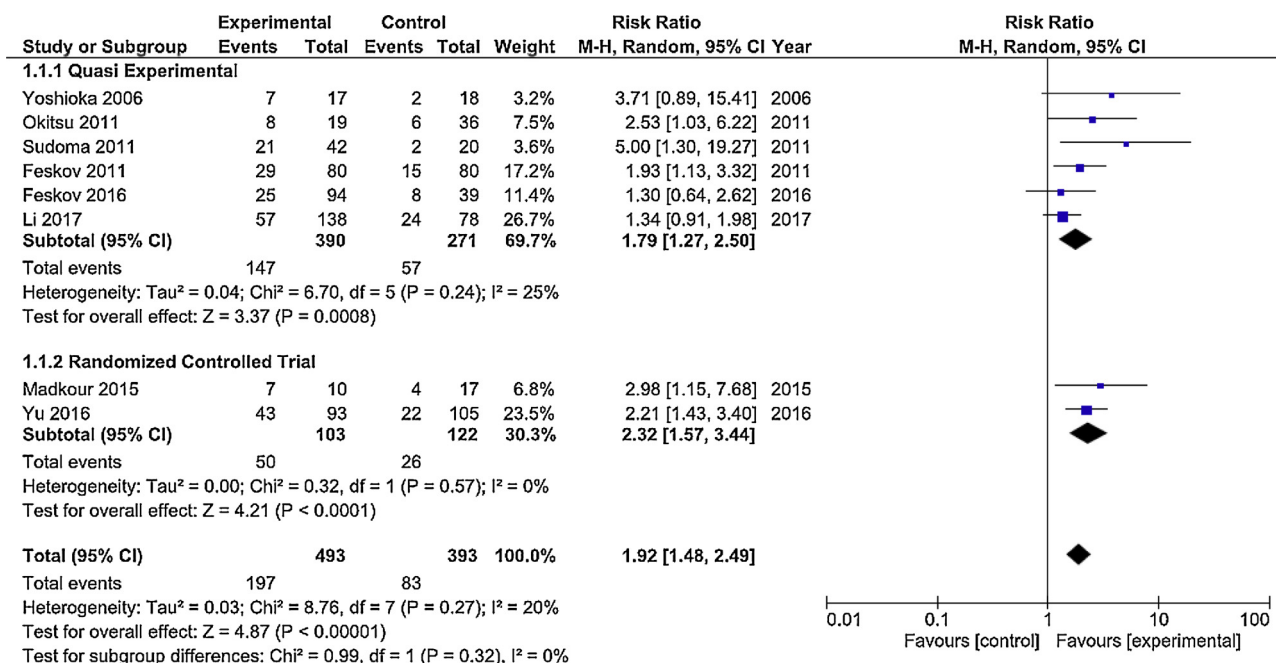 Experimental Control Risk Ratio Risk Ratio
Study or Subgroup Events Total Events Total Weight M-H, Random, 95% CI Year M-H, Random, 95% CI
1.1.1 Quasi Experimental
Yoshioka 2006 7 17 2 18 3.2% 3.71 [0.89, 15.41] 2006
Okitsu 2011 8 19 6 36 7.5% 2.53 [1.03, 6.22] 2011
Sudoma 2011 21 42 2 20 3.6% 5.00 [1.30, 19.27] 2011
Feskov 2011 29 80 15 80 17.2% 1.93 [1.13, 3.32] 2011
Feskov 2016 25 94 8 39 11.4% 1.30 [0.64, 2.62] 2016
Li 2017 57 138 24 78 26.7% 1.34 [0.91, 1.98] 2017
Subtotal (95% CI) 390 271 69.7% 1.79 [1.27, 2.50]
Total events 147 57
Heterogeneity: Tau² = 0.04; Chi² = 6.70, df = 5 (P = 0.24); I² = 25%
Test for overall effect: Z = 3.37 (P = 0.0008)
1.1.2 Randomized Controlled Trial
Madkour 2015 7 10 4 17 6.8% 2.98 [1.15, 7.68] 2015
Yu 2016 43 93 22 105 23.5% 2.21 [1.43, 3.40] 2016
Subtotal (95% CI) 103 122 30.3% 2.32 [1.57, 3.44]
Total events 50 26
Heterogeneity: Tau² = 0.00; Chi² = 0.32, df = 1 (P = 0.57); I² = 0%
Test for overall effect: Z = 4.21 (P < 0.0001)
Total (95% CI) 493 393 100.0% 1.92 [1.48, 2.49]
Total events 197 83
Heterogeneity: Tau² = 0.03; Chi² = 8.76, df = 7 (P = 0.27); I² = 20%
Test for overall effect: Z = 4.87 (P < 0.00001)
Test for subgroup differences: Chi² = 0.99, df = 1 (P = 0.32), I² = 0%
0.01 0.1 1 10 100
Favours [control] Favours [experimental]